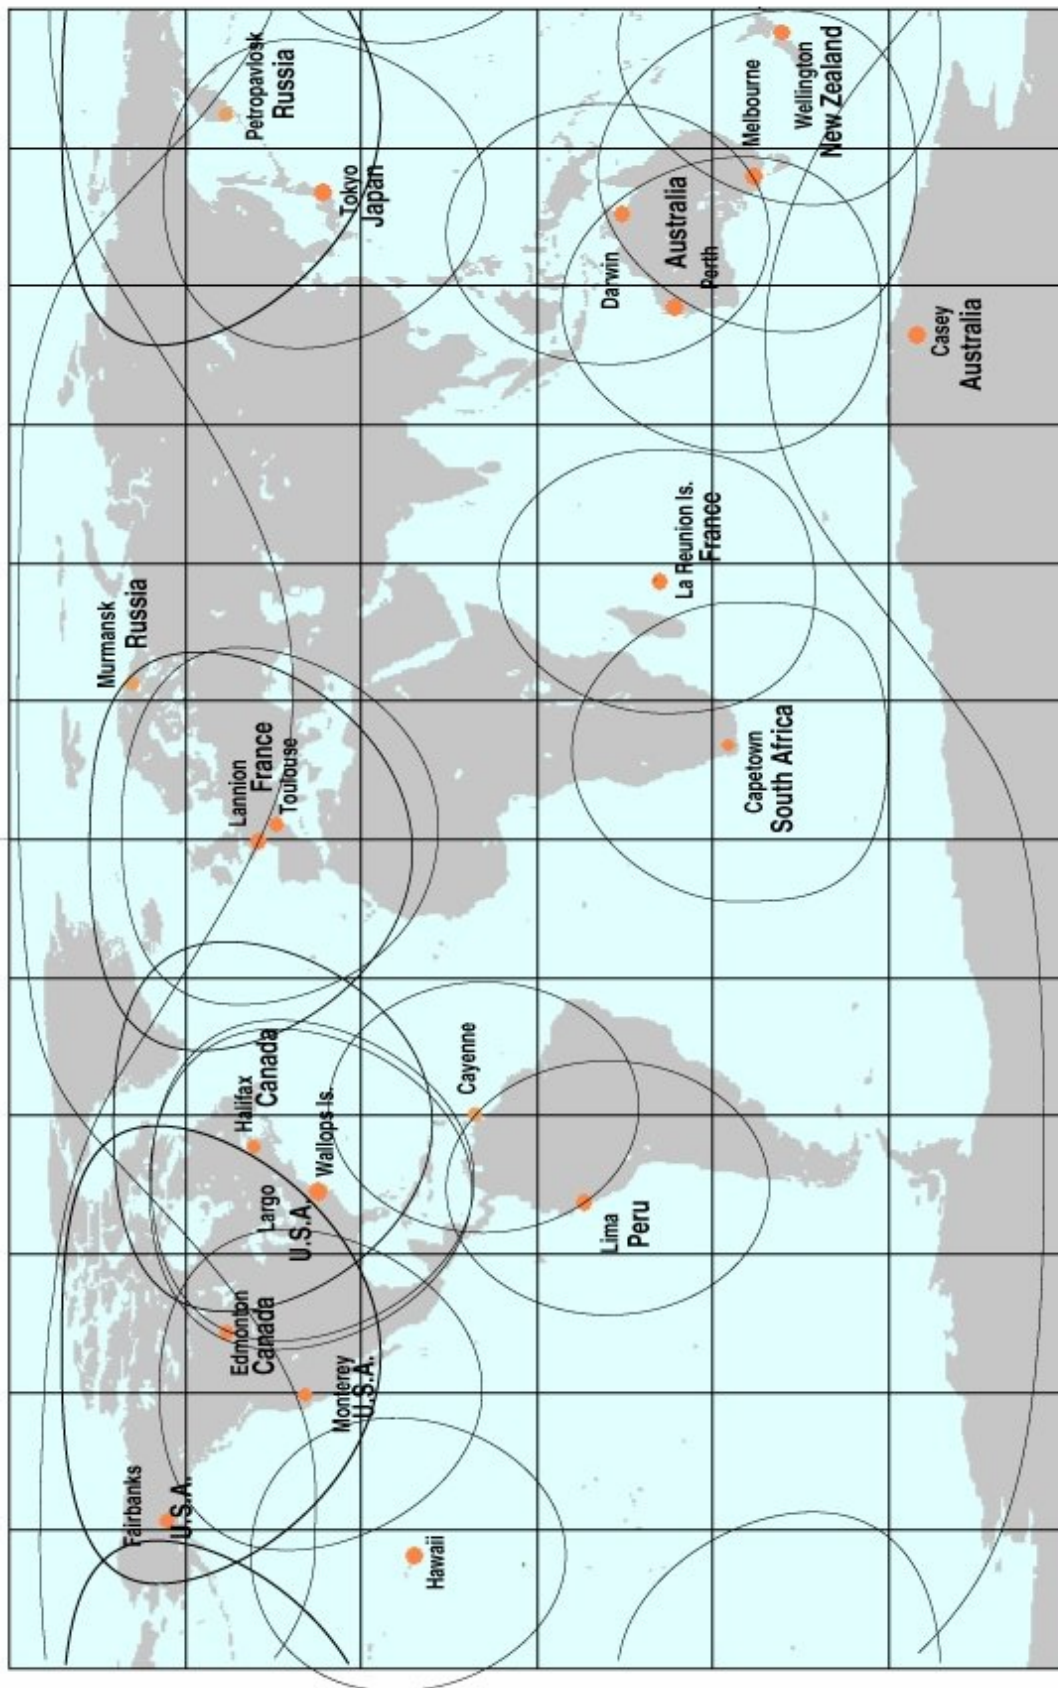 Fairbanks
U.S.A.
Hawaii
Edmonton
Canada
Monterey
U.S.A.
Largo
U.S.A.
Halifax
Canada
Wallops Is.
Cayenne
Lima
Peru
Lannion
France
Toulouse
Murmansk
Russia
Capetown
South Africa
La Reunion Is.
France
Petropavlosk
Russia
Tokyo
Japan
Darwin
Australia
Perth
Melbourne
Wellington
New Zealand
Casey
Australia